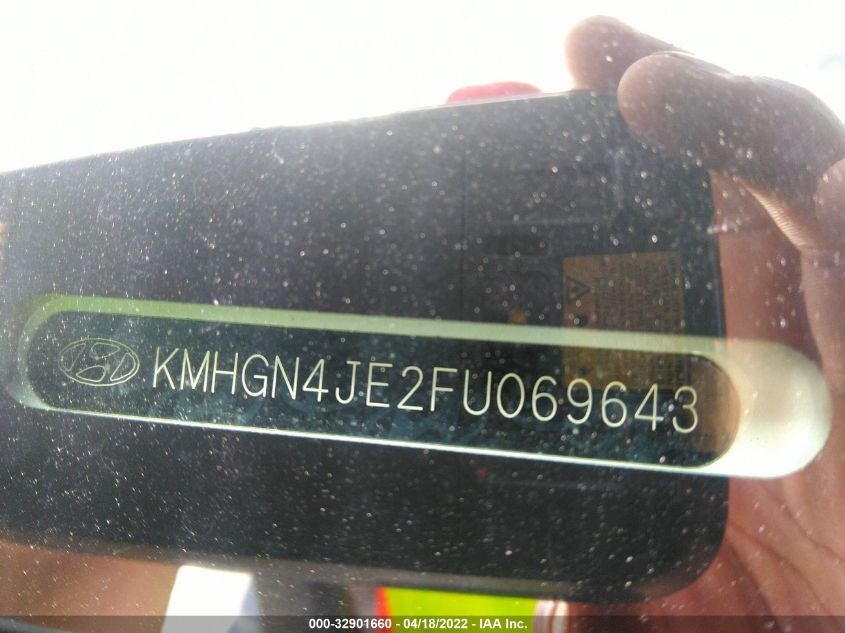 KMHGN4JE2FU069643
000-32901660 - 04/18/2022 - IAA Inc.